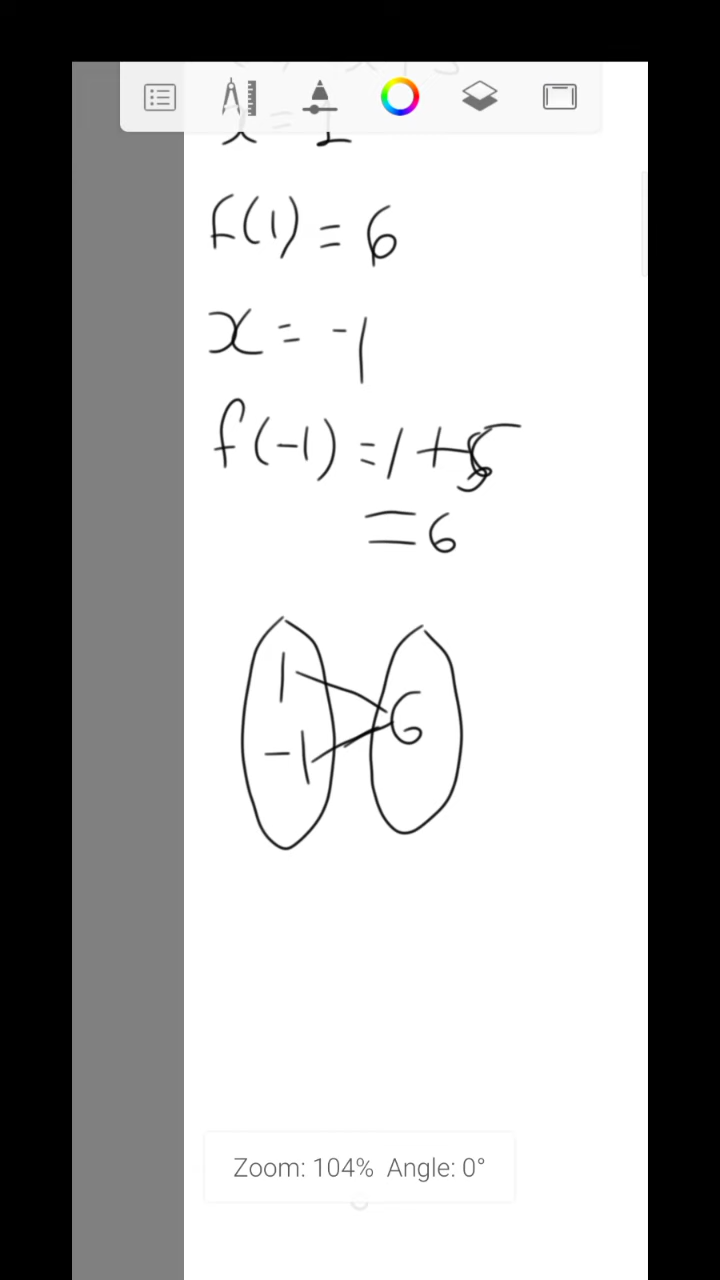 f(1) = 6
x = -1
f(-1) = 1 + 5
= 6
1
6
-1
Zoom: 104% Angle: 0°